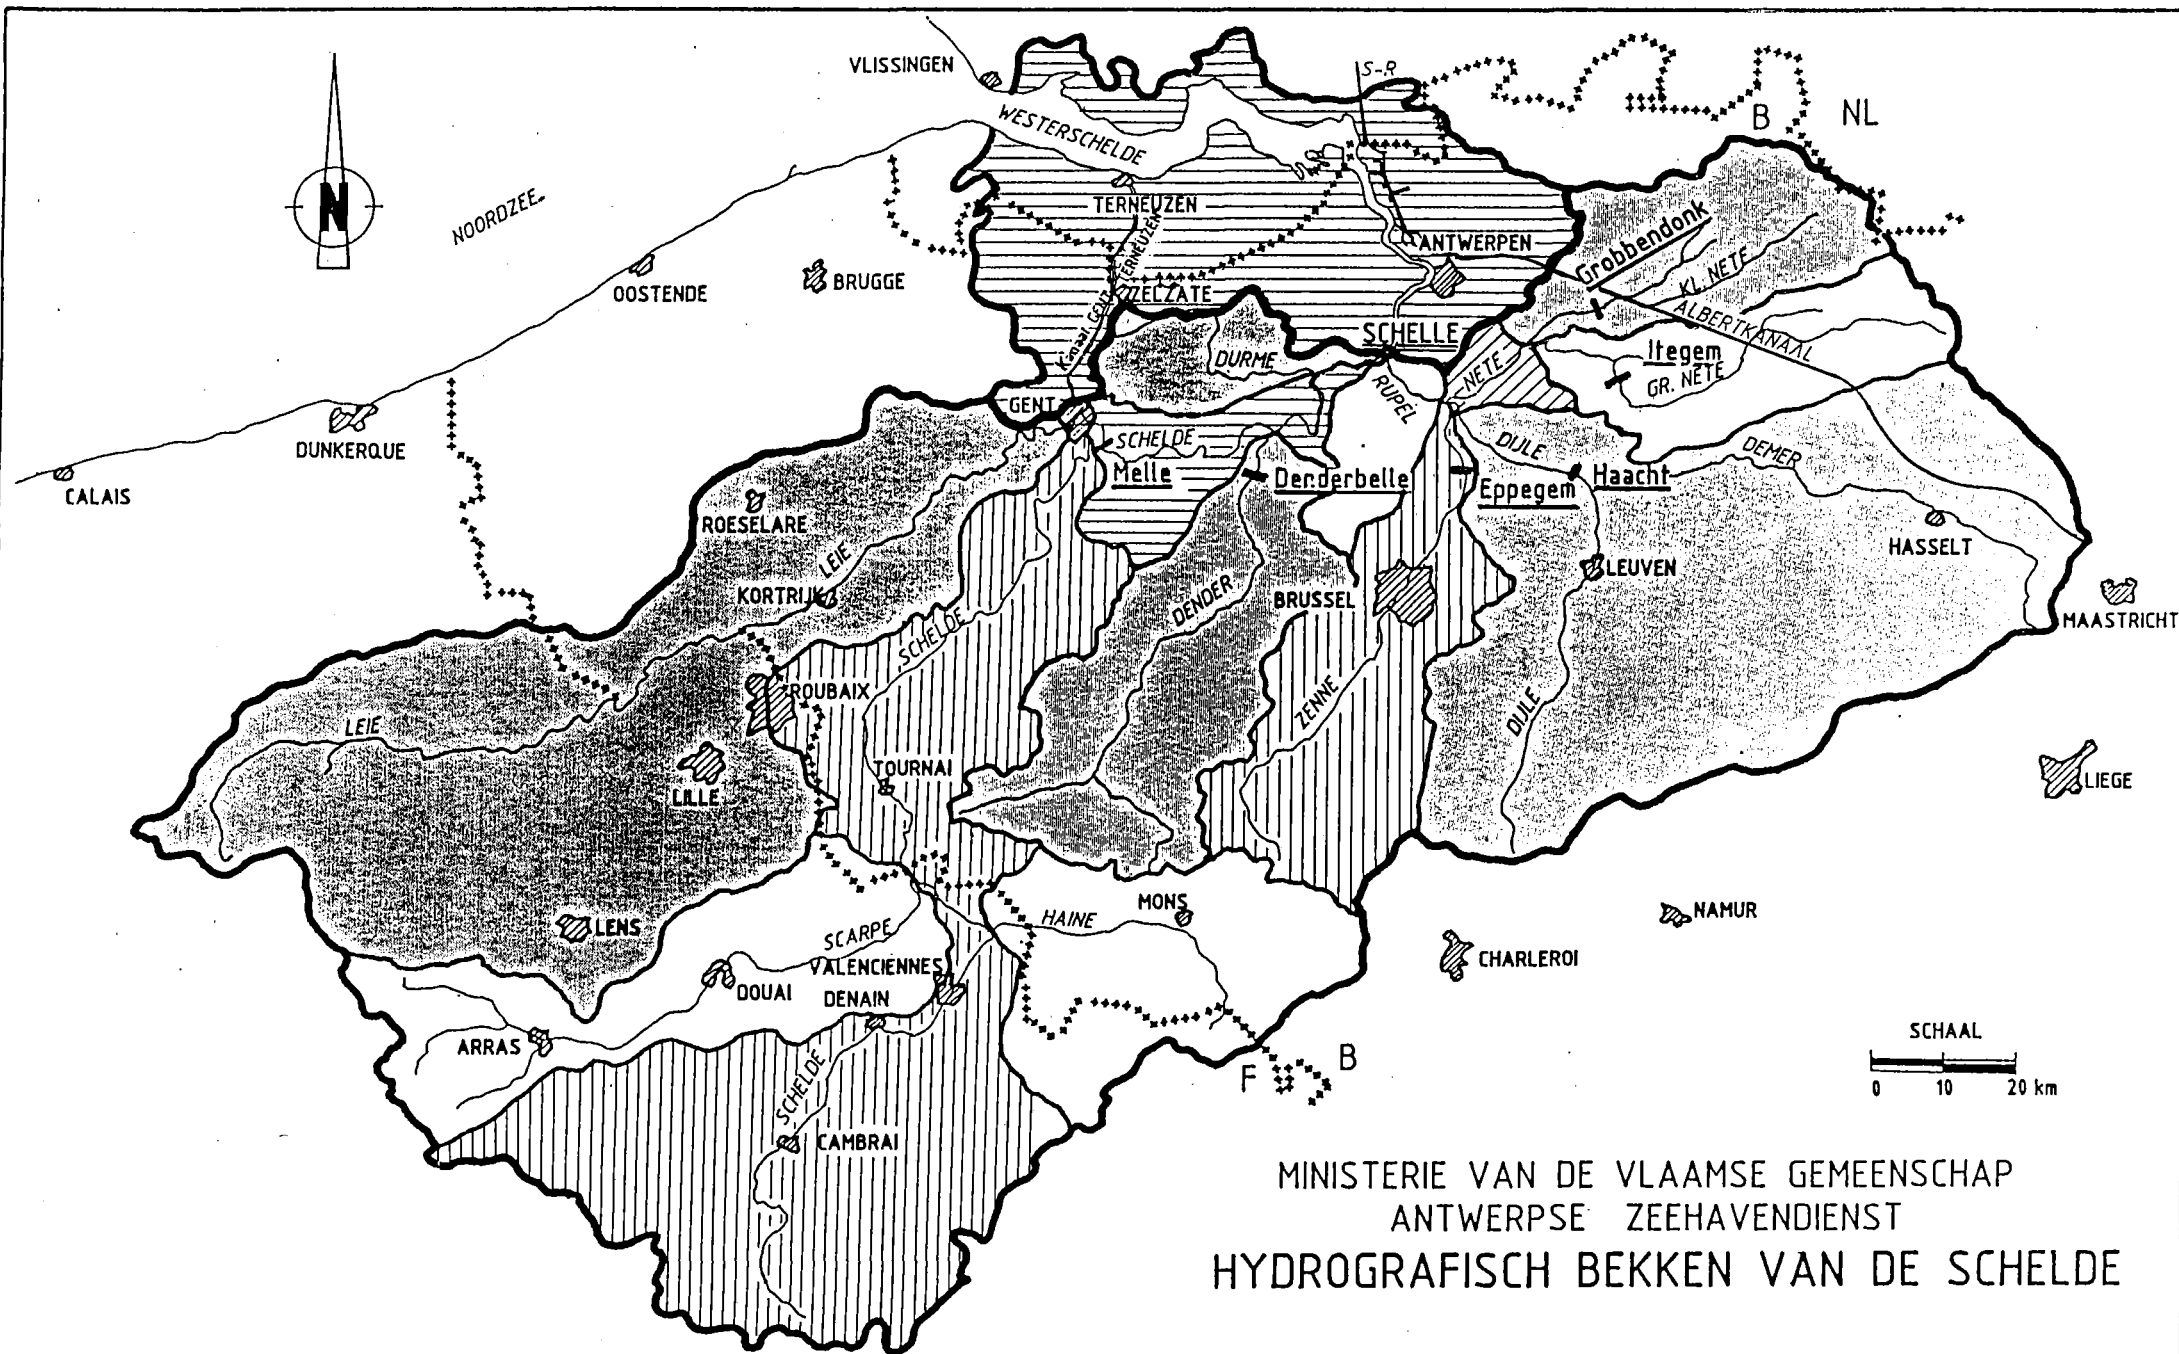 VLISSINGEN
S-R
B
NL
WESTERSCHELDE
N
NOORDZEE
TERNEUZEN
ANTWERPEN
Grobbendonk
KL. NETE
BRUGGE
OOSTENDE
Kanaal GENT-TERNEUZEN
ZELZATE
ALBERTKANAAL
SCHELLE
DURME
Itegem
GR. NETE
NETE
RUPEL
GENT
DUNKERQUE
CALAIS
SCHELDE
Melle
Denderbelle
DIJLE
Eppegem
Haacht
DEMER
ROESELARE
HASSELT
LEIE
KORTRIJK
LEUVEN
BRUSSEL
DENDER
MAASTRICHT
SCHELDE
ROUBAIX
ZENNE
DIJLE
LEIE
TOURNAI
LILLE
LIEGE
MONS
HAINE
NAMUR
LENS
SCARPE
VALENCIENNES
CHARLEROI
DOUAI
DENAIN
ARRAS
SCHELDE
F
B
SCHAAL
0 10 20 km
CAMBRAI
MINISTERIE VAN DE VLAAMSE GEMEENSCHAP
ANTWERPSE ZEEHAVENDIENST
HYDROGRAFISCH BEKKEN VAN DE SCHELDE